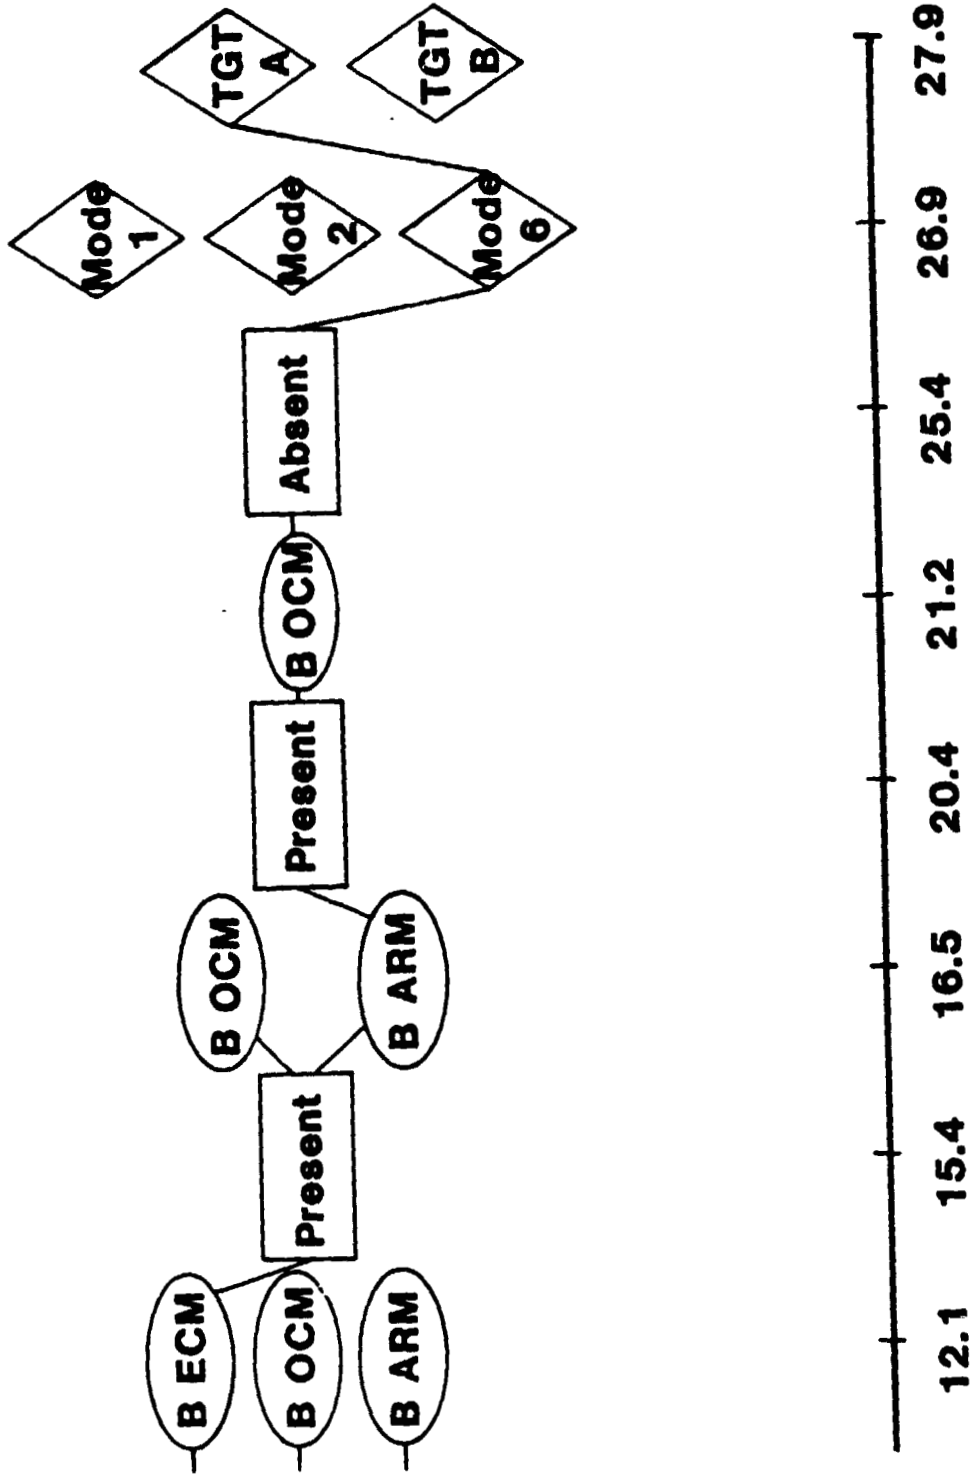 B ECM
B OCM
B ARM
Present
B OCM
B ARM
Present
B OCM
Absent
Mode
1
Mode
2
Mode
6
TGT
A
TGT
B
12.1
15.4
16.5
20.4
21.2
25.4
26.9
27.9